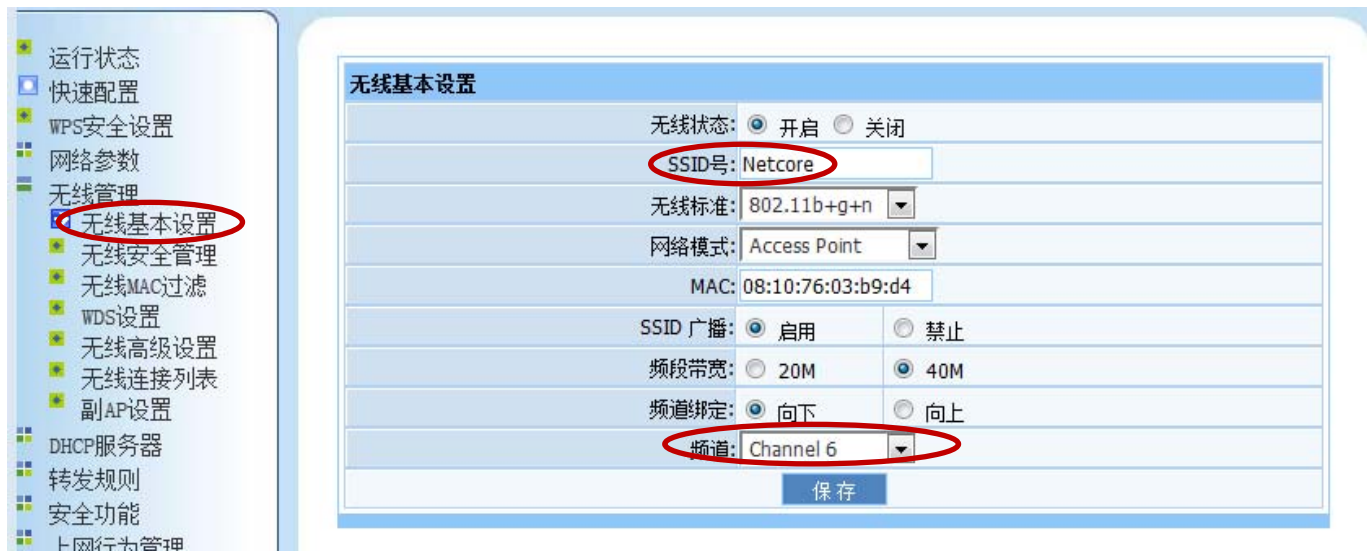 运行状态
快速配置
WPS安全设置
网络参数
无线管理
无线基本设置
无线安全管理
无线MAC过滤
WDS设置
无线高级设置
无线连接列表
副AP设置
DHCP服务器
转发规则
安全功能
上网行为管理
无线基本设置
无线状态: 开启 关闭
SSID号: Netcore
无线标准: 802.11b+g+n
网络模式: Access Point
MAC: 08:10:76:03:b9:d4
SSID 广播: 启用 禁止
频段带宽: 20M 40M
频道绑定: 向下 向上
频道: Channel 6
保存